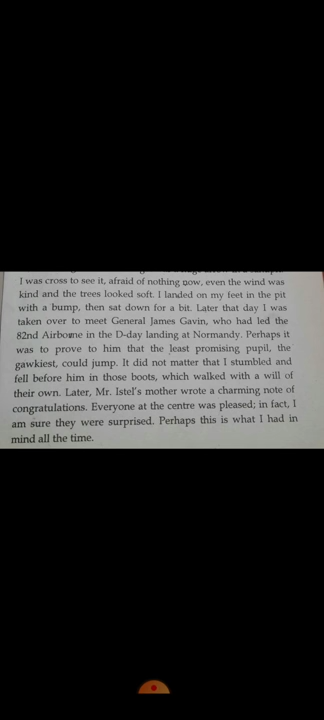 I was cross to see it, afraid of nothing now, even the wind was
kind and the trees looked soft. I landed on my feet in the pit
with a bump, then sat down for a bit. Later that day I was
taken over to meet General James Gavin, who had led the
82nd Airborne in the D-day landing at Normandy. Perhaps it
was to prove to him that the least promising pupil, the
gawkiest, could jump. It did not matter that I stumbled and
fell before him in those boots, which walked with a will of
their own. Later, Mr. Istel's mother wrote a charming note of
congratulations. Everyone at the centre was pleased; in fact, I
am sure they were surprised. Perhaps this is what I had in
mind all the time.